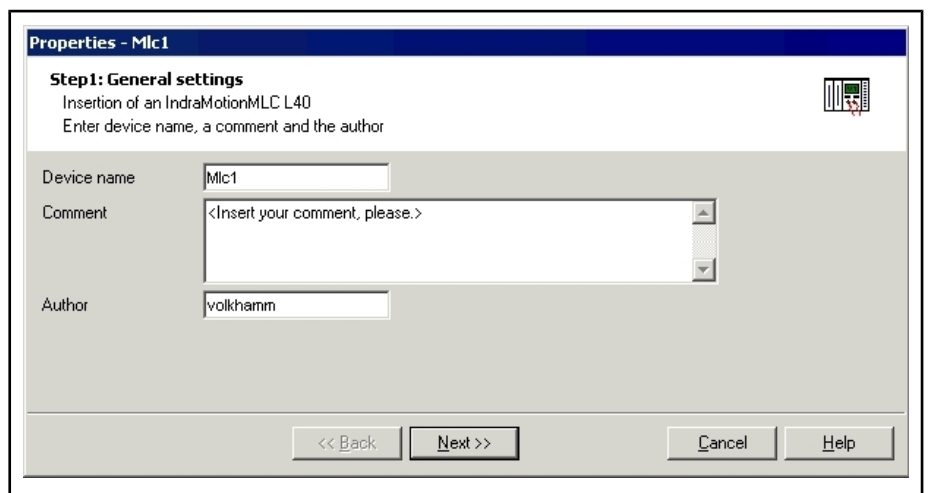 Properties - Mlc1
Step1: General settings
Insertion of an IndraMotionMLC L40
Enter device name, a comment and the author
Device name
Mlc1
Comment
<Insert your comment, please.>
Author
volkhamm
<< Back
Next >>
Cancel
Help